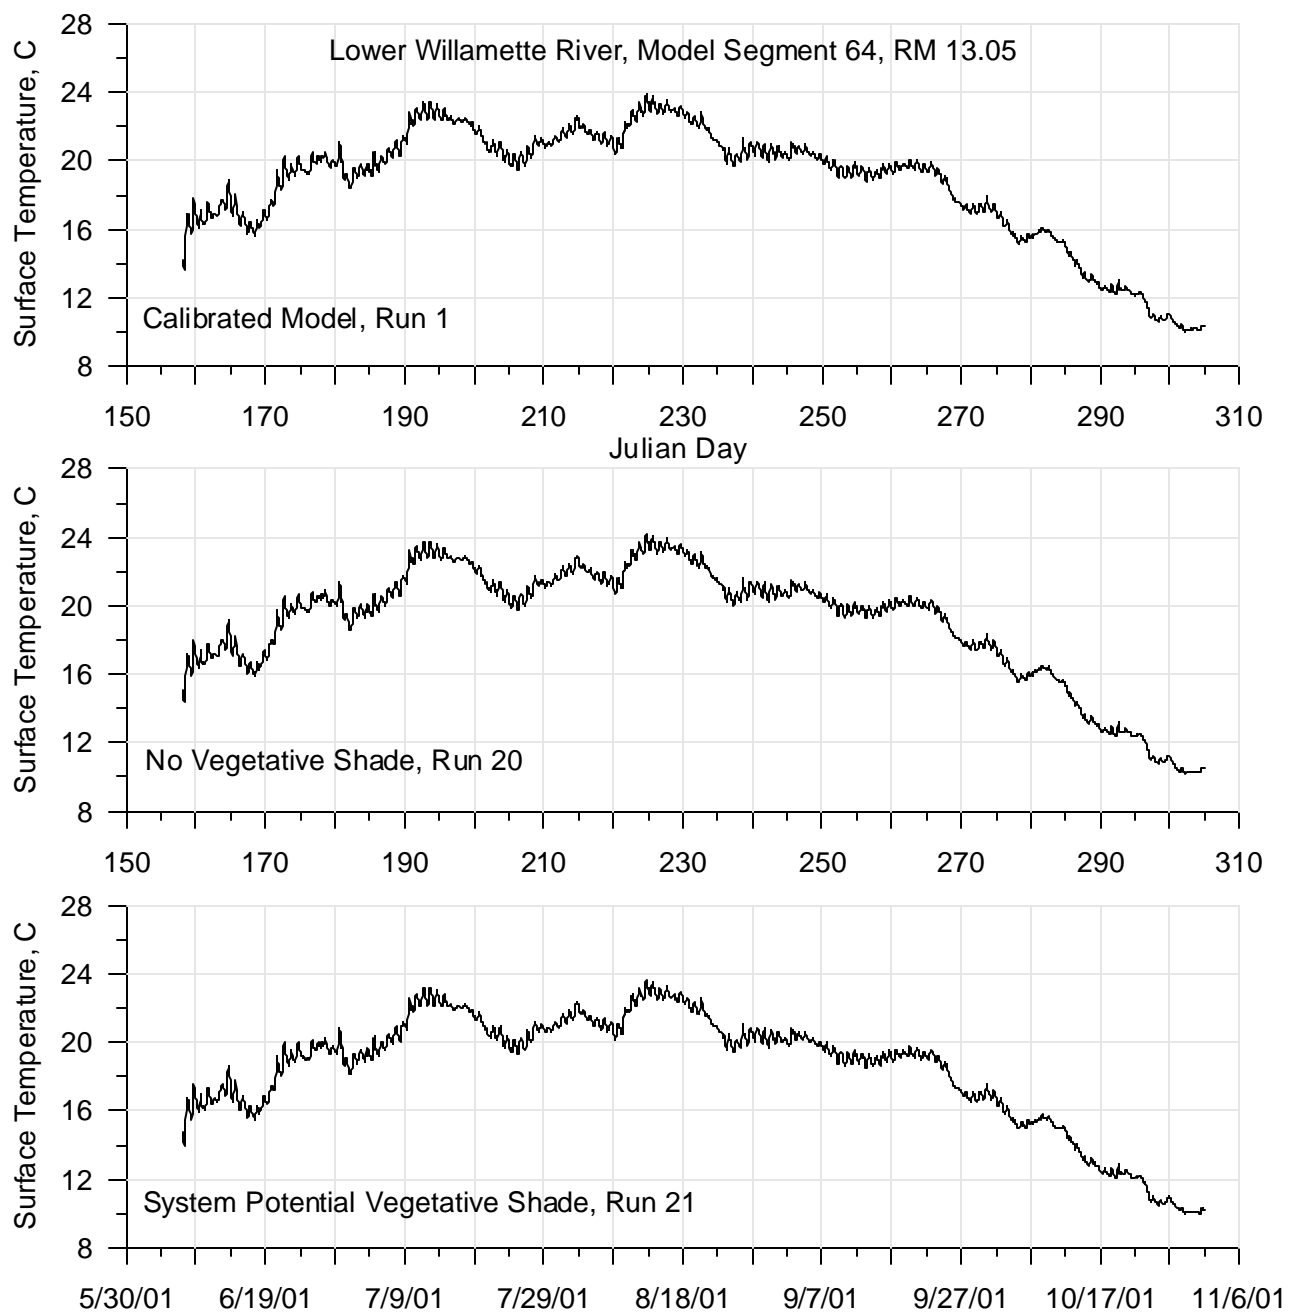 Lower Willamette River, Model Segment 64, RM 13.05
Surface Temperature, C
28
24
20
16
12
8
Calibrated Model, Run 1
150 170 190 210 230 250 270 290 310
Julian Day
Surface Temperature, C
28
24
20
16
12
8
No Vegetative Shade, Run 20
150 170 190 210 230 250 270 290 310
Surface Temperature, C
28
24
20
16
12
8
System Potential Vegetative Shade, Run 21
5/30/01 6/19/01 7/9/01 7/29/01 8/18/01 9/7/01 9/27/01 10/17/01 11/6/01